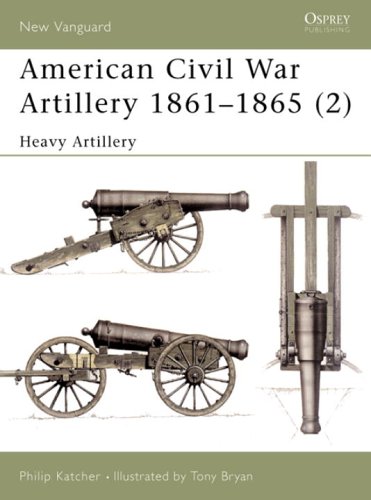 New Vanguard
OSPREY
PUBLISHING
American Civil War
Artillery 1861–1865 (2)
Heavy Artillery
Philip Katcher • Illustrated by Tony Bryan